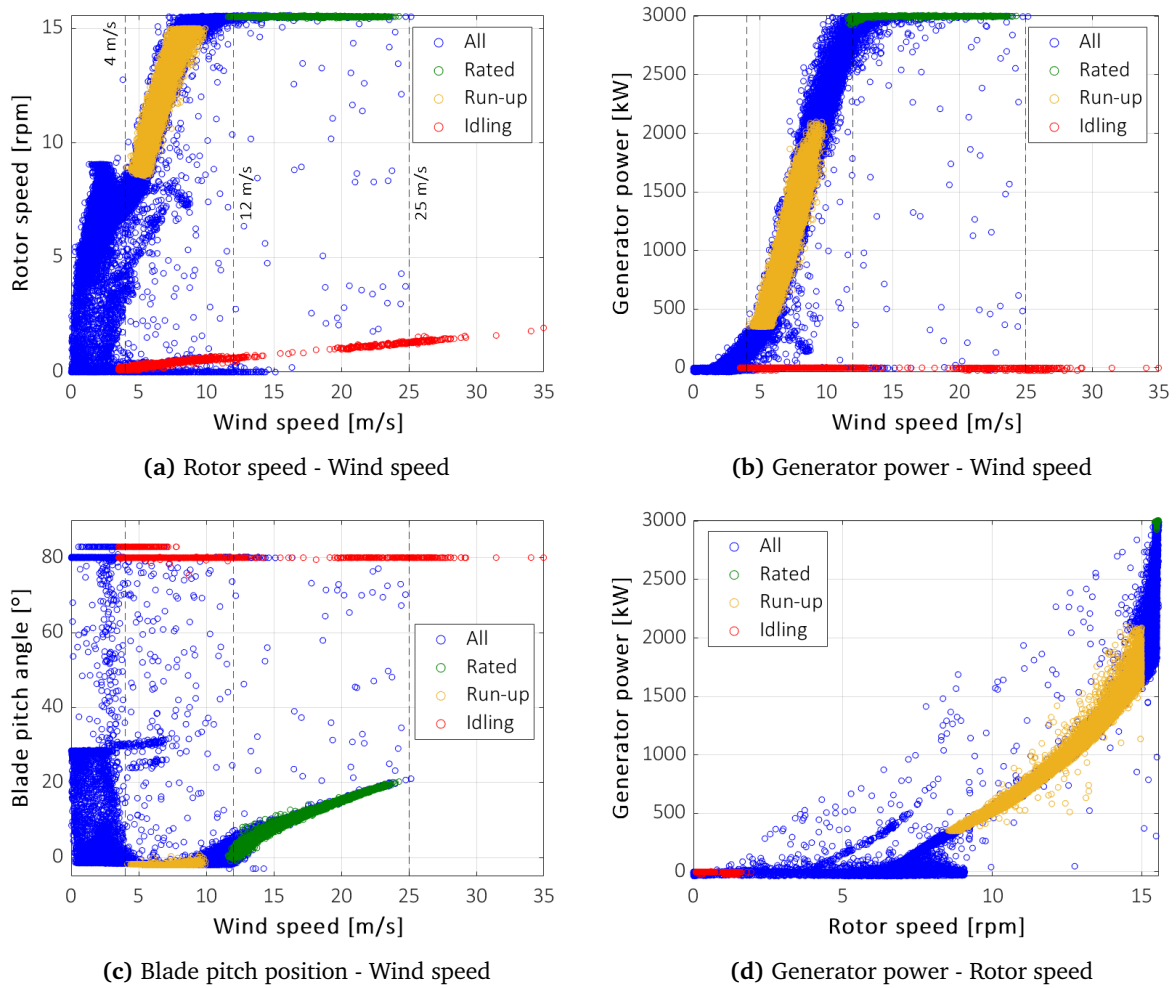 15
10
5
0
Rotor speed [rpm]
4 m/s
12 m/s
25 m/s
All
Rated
Run-up
Idling
0 5 10 15 20 25 30 35
Wind speed [m/s]
(a) Rotor speed - Wind speed
3000
2500
2000
1500
1000
500
0
Generator power [kW]
All
Rated
Run-up
Idling
0 5 10 15 20 25 30 35
Wind speed [m/s]
(b) Generator power - Wind speed
80
60
40
20
0
Blade pitch angle [°]
All
Rated
Run-up
Idling
0 5 10 15 20 25 30 35
Wind speed [m/s]
(c) Blade pitch position - Wind speed
3000
2500
2000
1500
1000
500
0
Generator power [kW]
All
Rated
Run-up
Idling
0 5 10 15
Rotor speed [rpm]
(d) Generator power - Rotor speed